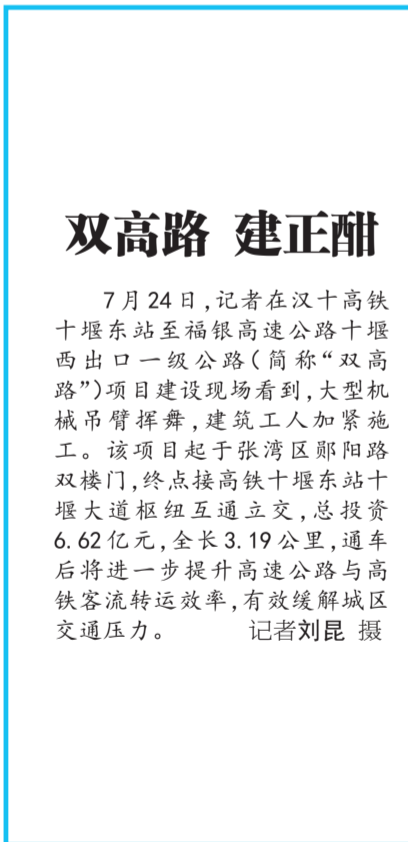 双高路 建正酣
7月24日,记者在汉十高铁
十堰东站至福银高速公路十堰
西出口一级公路(简称“双高
路”)项目建设现场看到,大型机
械吊臂挥舞,建筑工人加紧施
工。该项目起于张湾区郧阳路
双楼门,终点接高铁十堰东站十
堰大道枢纽互通立交,总投资
6.62亿元,全长3.19公里,通车
后将进一步提升高速公路与高
铁客流转运效率,有效缓解城区
交通压力。 记者刘昆 摄